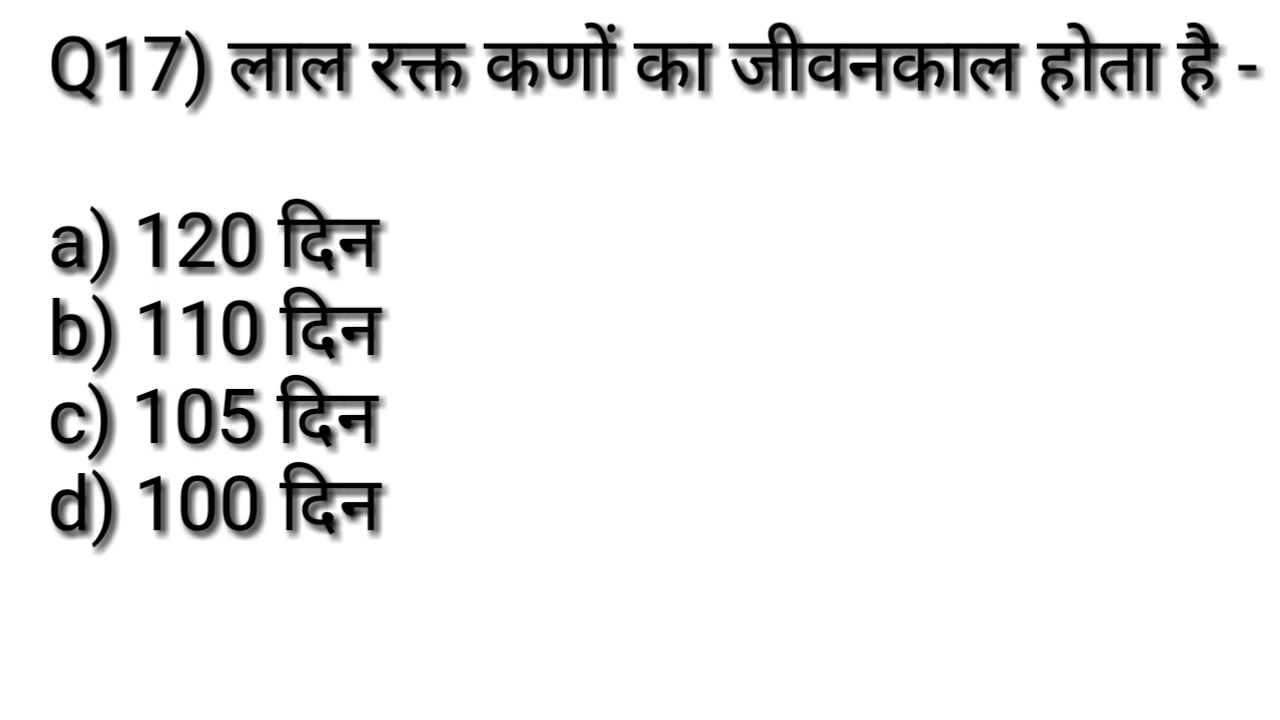 Q17) लाल रक्त कणों का जीवनकाल होता है -
a) 120 दिन
b) 110 दिन
c) 105 दिन
d) 100 दिन